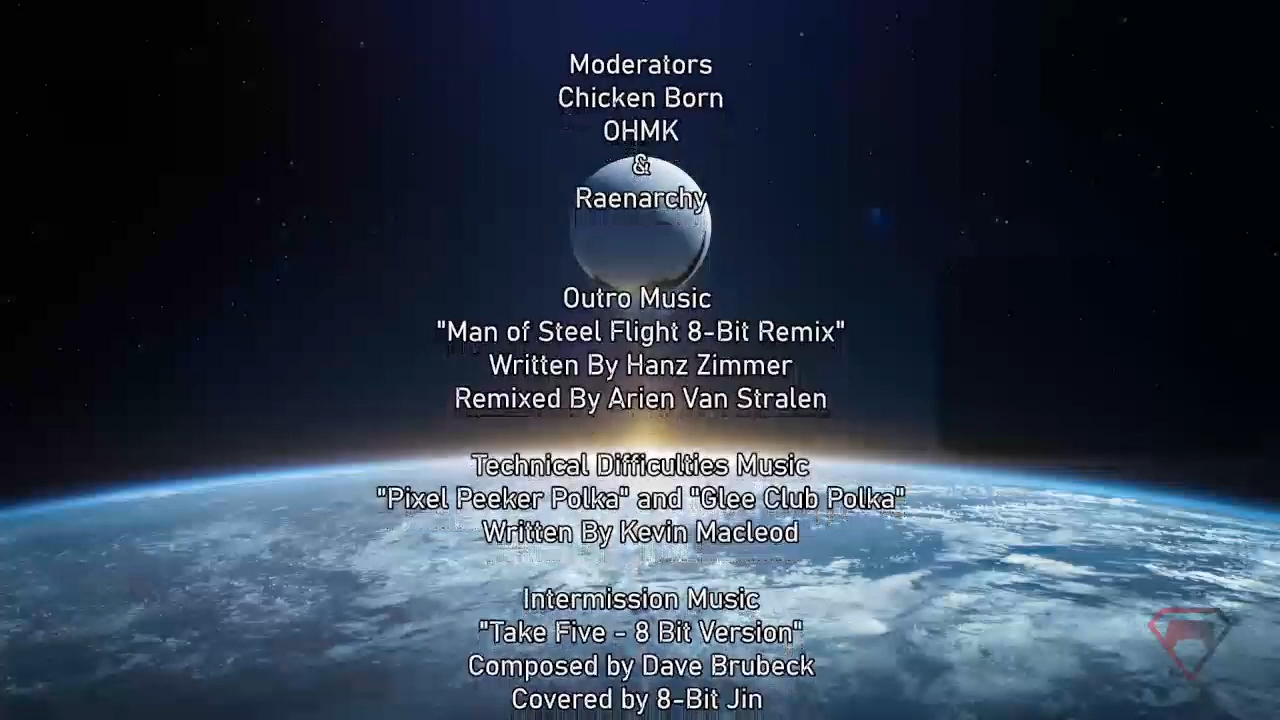 Moderators
Chicken Born
OHMK
&
Raenarchy
Outro Music
"Man of Steel Flight 8-Bit Remix"
Written By Hanz Zimmer
Remixed By Arien Van Stralen
Technical Difficulties Music
"Pixel Peeker Polka" and "Glee Club Polka"
Written By Kevin Macleod
Intermission Music
"Take Five - 8 Bit Version"
Composed by Dave Brubeck
Covered by 8-Bit Jin